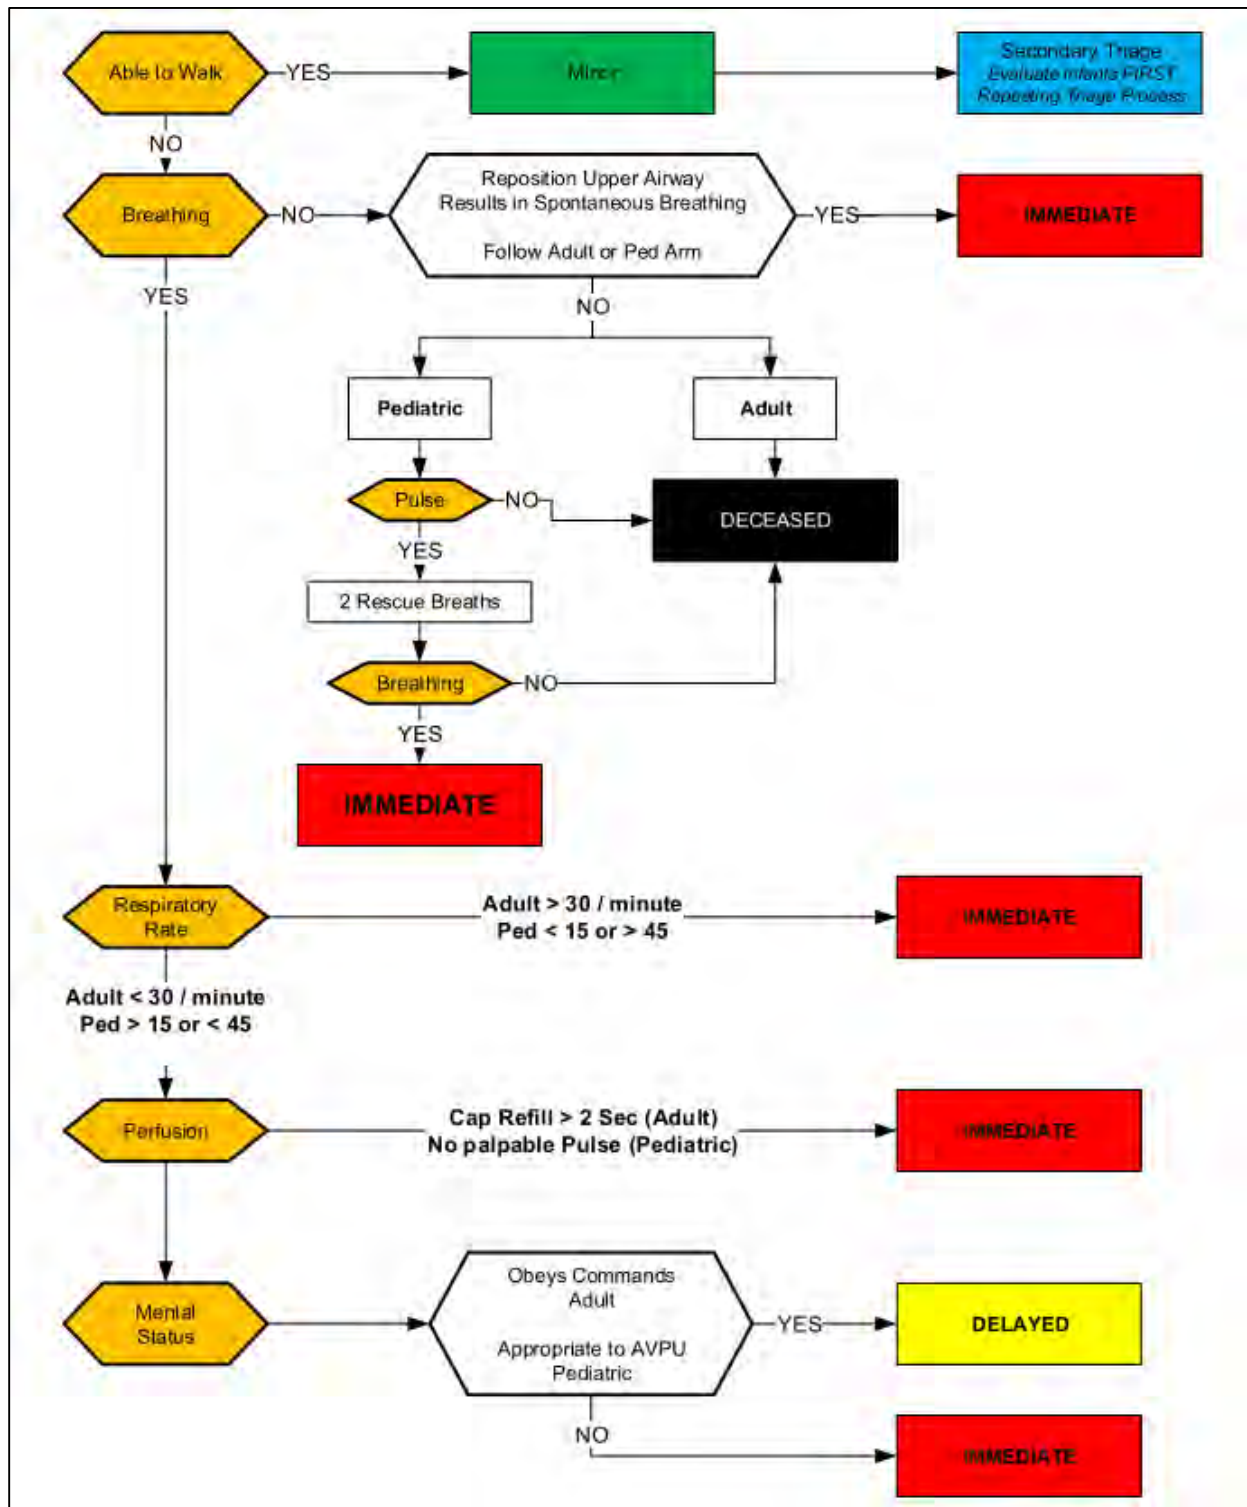 Able to Walk
YES
Minor
Secondary Triage
Evaluate Infants FIRST
Repeating Triage Process
NO
Breathing
NO
Reposition Upper Airway
Results in Spontaneous Breathing
Follow Adult or Ped Arm
YES
IMMEDIATE
YES
NO
Pediatric
Adult
Pulse
NO
DECEASED
YES
2 Rescue Breaths
Breathing
NO
YES
IMMEDIATE
Respiratory
Rate
Adult > 30 / minute
Ped < 15 or > 45
IMMEDIATE
Adult < 30 / minute
Ped > 15 or < 45
Perfusion
Cap Refill > 2 Sec (Adult)
No palpable Pulse (Pediatric)
IMMEDIATE
Mental
Status
Obeys Commands
Adult
Appropriate to AVPU
Pediatric
YES
DELAYED
NO
IMMEDIATE